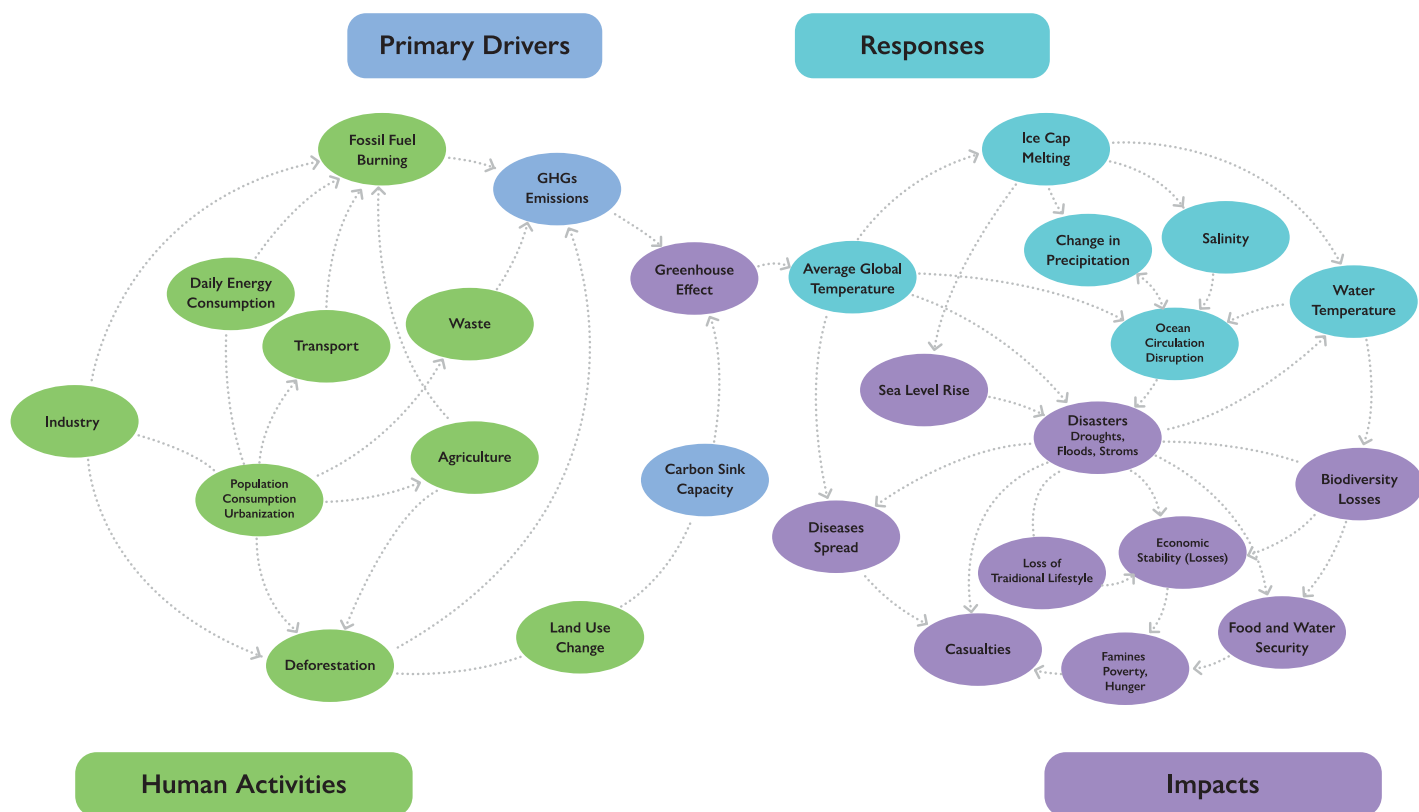 Primary Drivers
Responses
Fossil Fuel
Burning
GHGs
Emissions
Ice Cap
Melting
Change in
Precipitation
Salinity
Greenhouse
Effect
Average Global
Temperature
Daily Energy
Consumption
Transport
Waste
Water
Temperature
Ocean
Circulation
Disruption
Sea Level Rise
Industry
Disasters
Droughts,
Floods, Stroms
Agriculture
Population
Consumption
Urbanization
Carbon Sink
Capacity
Biodiversity
Losses
Diseases
Spread
Economic
Stability (Losses)
Loss of
Traidional Lifestyle
Land Use
Change
Food and Water
Security
Deforestation
Casualties
Famines
Poverty,
Hunger
Human Activities
Impacts